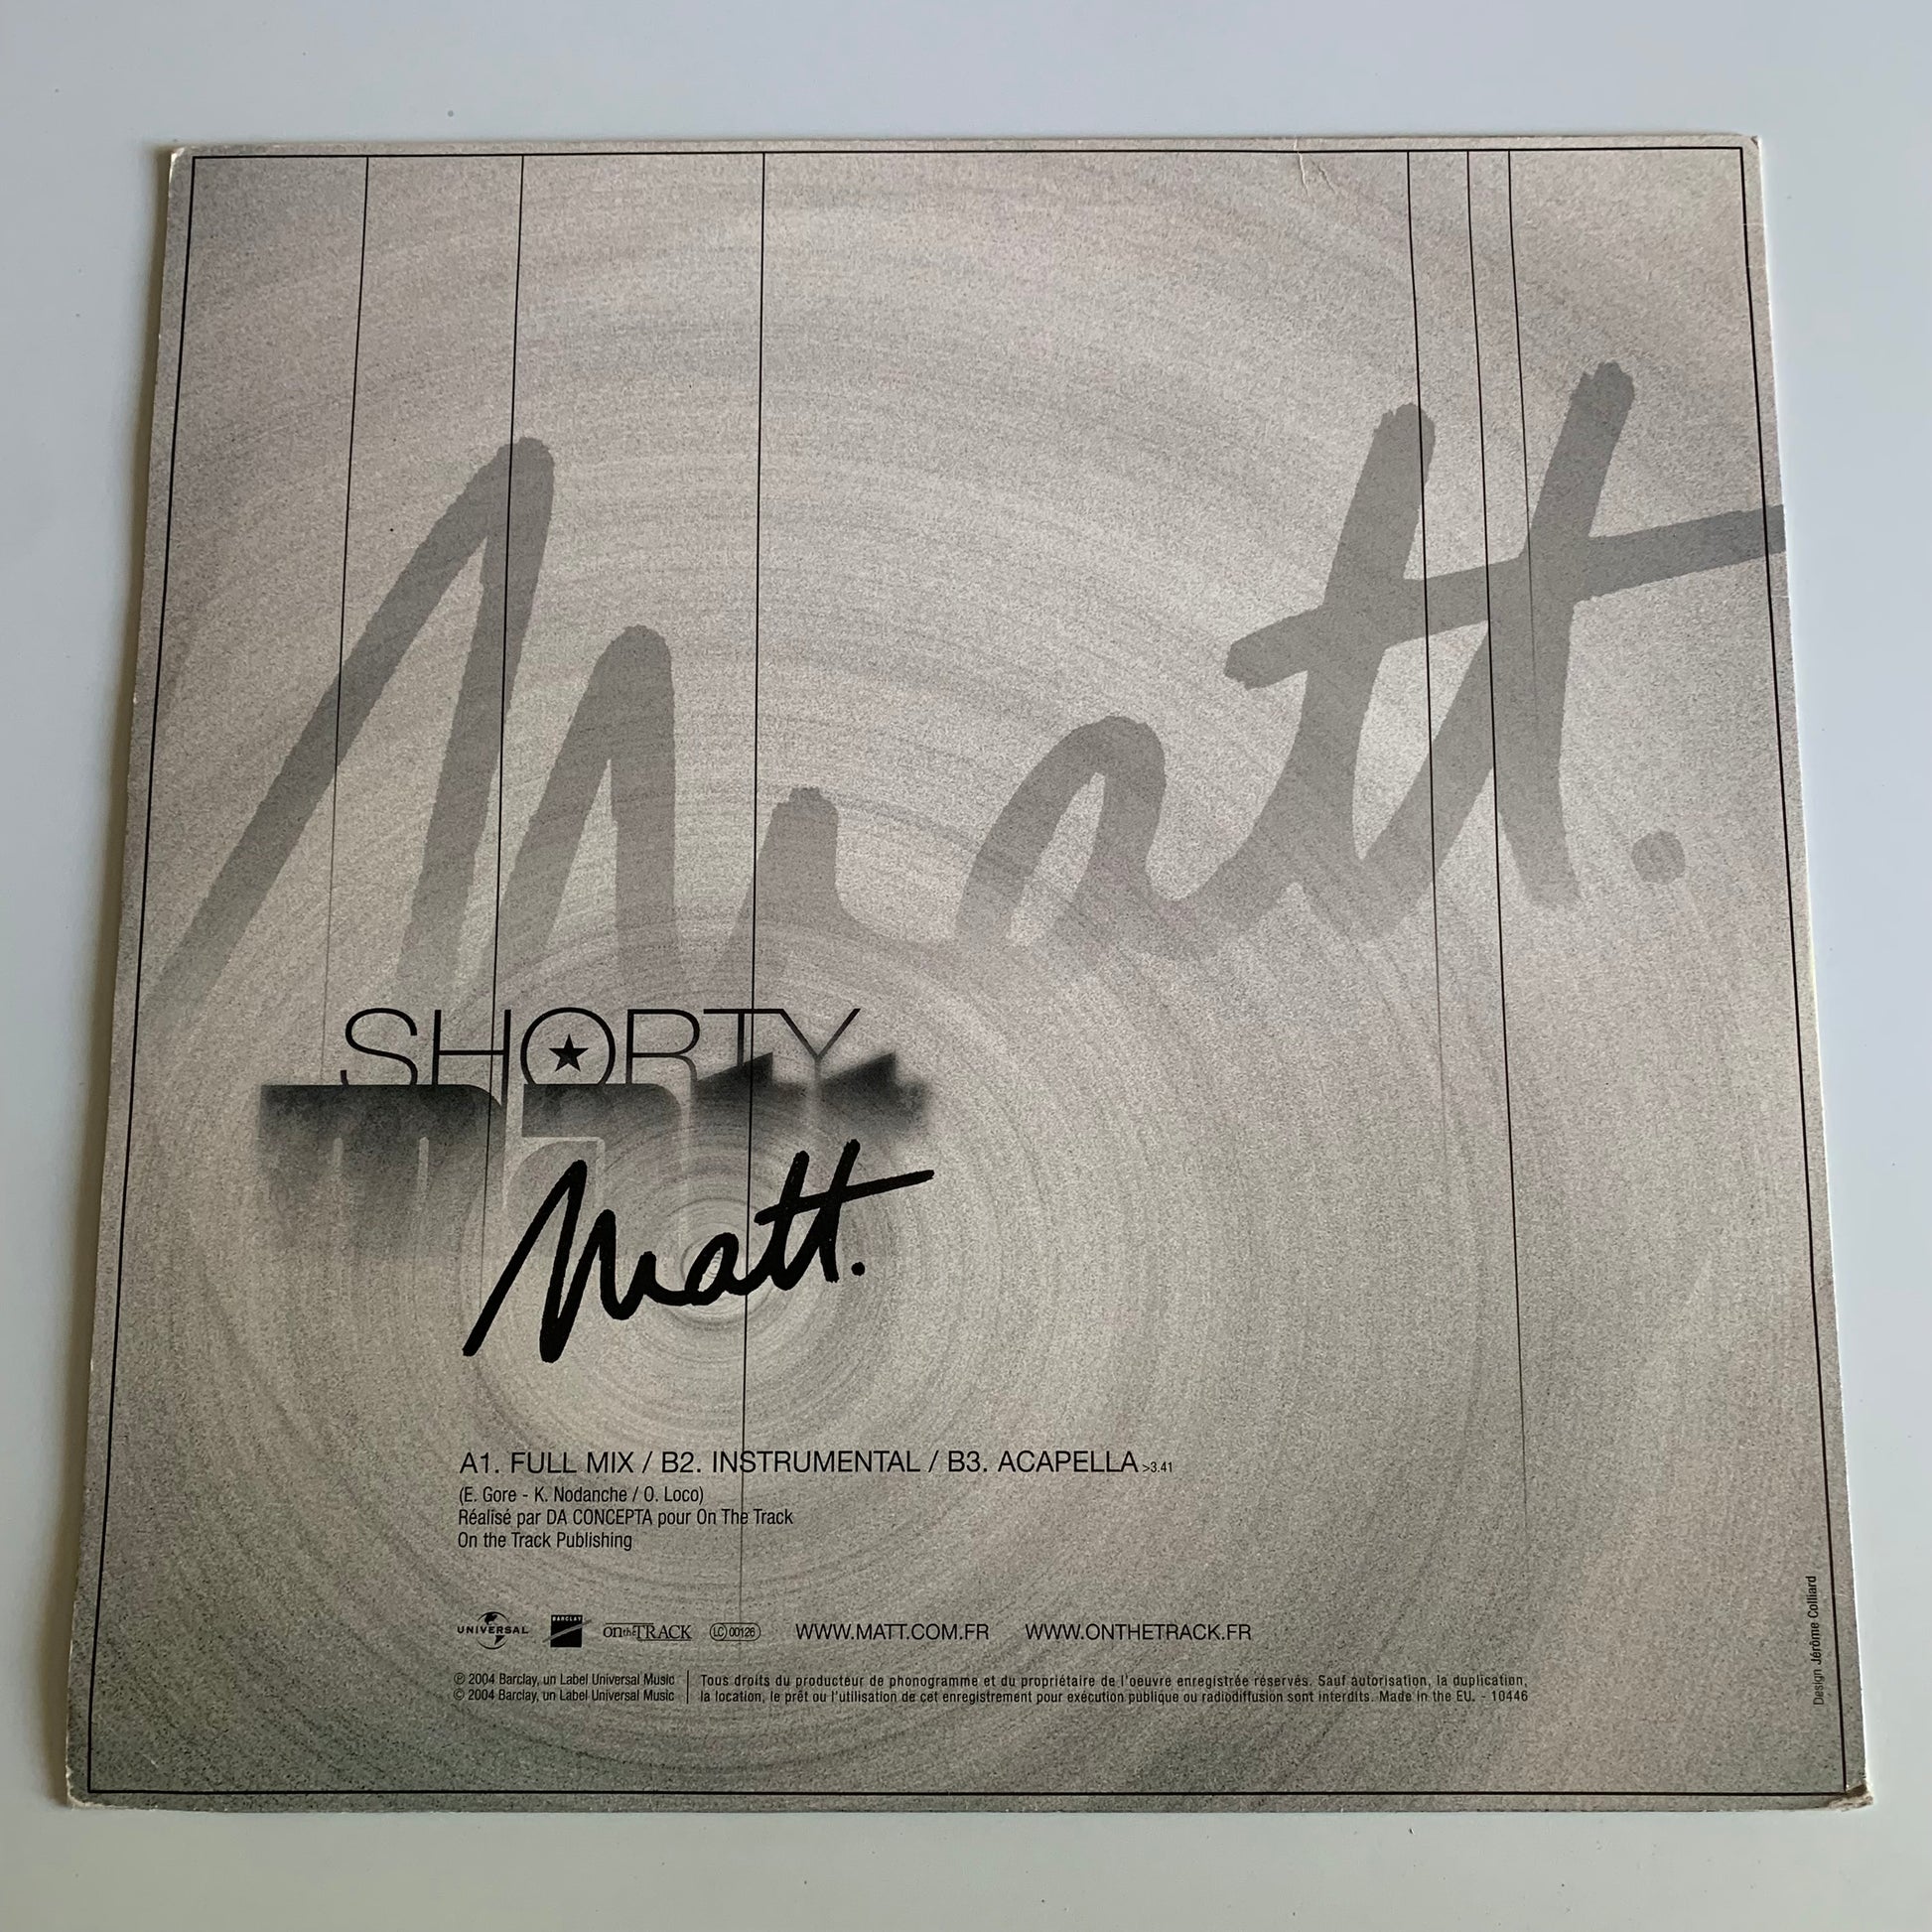 Matt.
SHORTY
Matt.
A1. FULL MIX / B2. INSTRUMENTAL / B3. ACAPELLA >3.41
(E. Gore - K. Nodanche / O. Loco)
Réalisé par DA CONCEPTA pour On The Track
On the Track Publishing
UNIVERSAL BARCLAY on the TRACK LC 00126 WWW.MATT.COM.FR WWW.ONTHETRACK.FR
℗ 2004 Barclay, un Label Universal Music
© 2004 Barclay, un Label Universal Music
Tous droits du producteur de phonogramme et du propriétaire de l'oeuvre enregistrée réservés. Sauf autorisation, la duplication,
la location, le prêt ou l'utilisation de cet enregistrement pour exécution publique ou radiodiffusion sont interdits. Made in the EU. - 10446
Design Jérôme Colliard